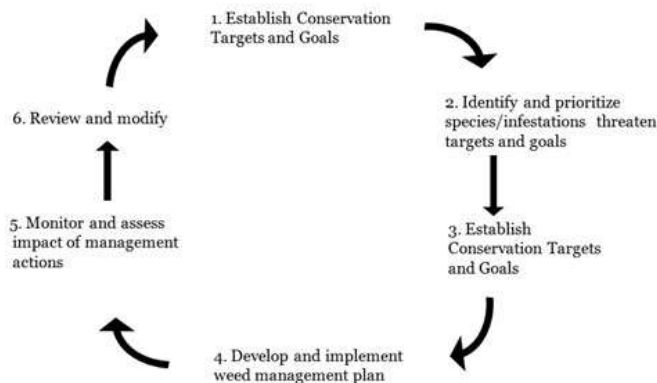 1. Establish Conservation
Targets and Goals
2. Identify and prioritize
species/infestations threaten
targets and goals
3. Establish
Conservation Targets
and Goals
4. Develop and implement
weed management plan
5. Monitor and assess
impact of management
actions
6. Review and modify